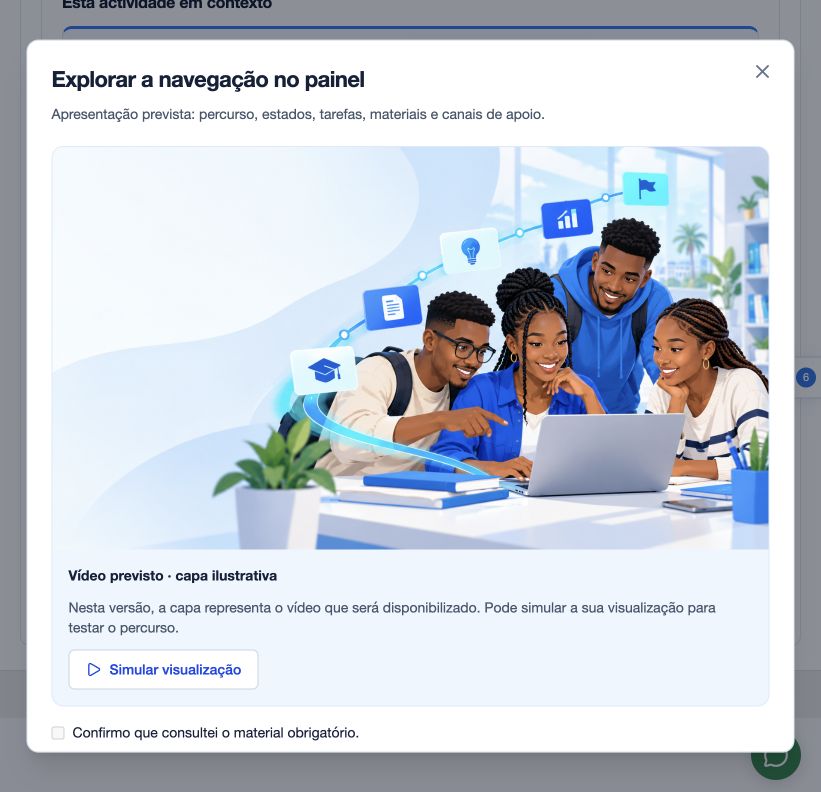 Esta actividade em contexto
Explorar a navegação no painel
Apresentação prevista: percurso, estados, tarefas, materiais e canais de apoio.
6
Vídeo previsto · capa ilustrativa
Nesta versão, a capa representa o vídeo que será disponibilizado. Pode simular a sua visualização para
testar o percurso.
Simular visualização
Confirmo que consultei o material obrigatório.